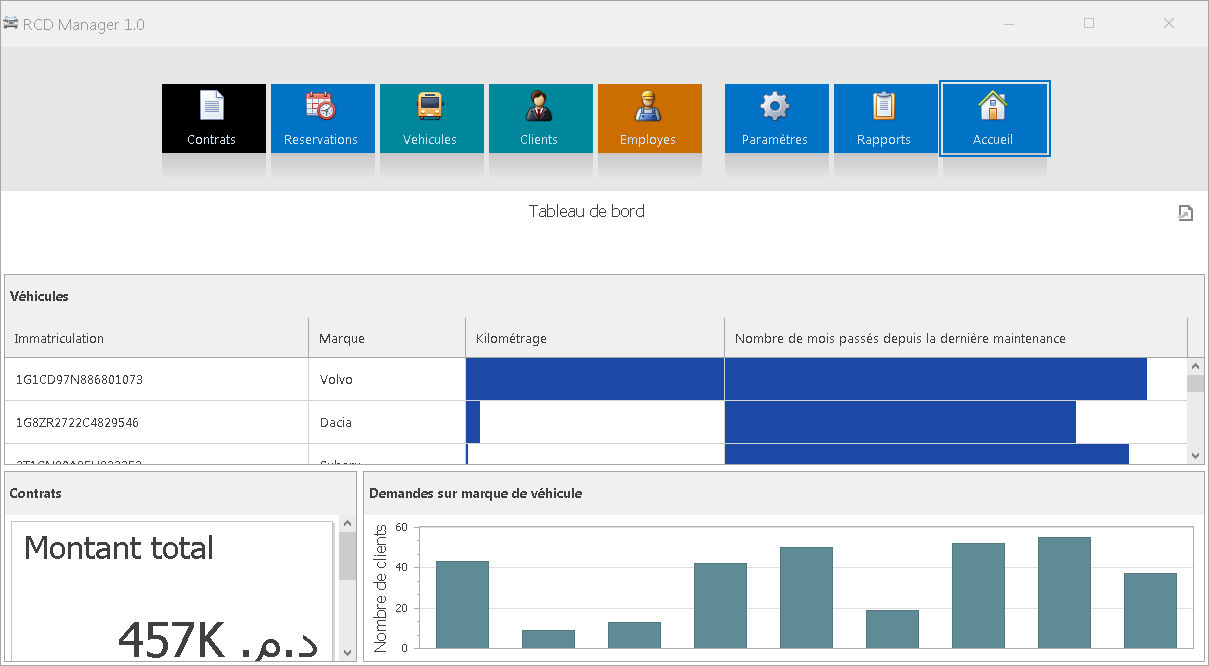 RCD Manager 1.0
Contrats
Reservations
Vehicules
Clients
Employes
Paramètres
Rapports
Accueil
Tableau de bord
Véhicules
Immatriculation
Marque
Kilométrage
Nombre de mois passés depuis la dernière maintenance
1G1CD97N886801073
Volvo
1G8ZR2722C4829546
Dacia
Subaru
Contrats
Montant total
457K د.م.
Demandes sur marque de véhicule
Nombre de clients
60
40
20
0